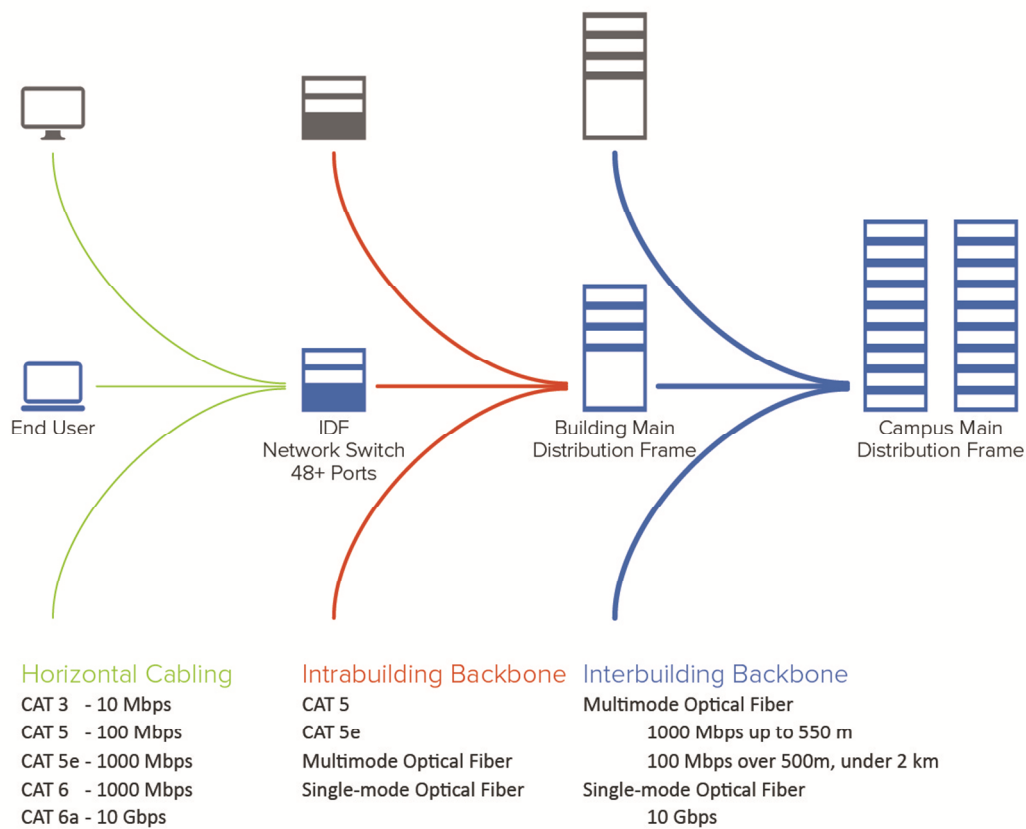 End User
IDF
Network Switch
48+ Ports
Building Main
Distribution Frame
Campus Main
Distribution Frame
Horizontal Cabling
CAT 3 - 10 Mbps
CAT 5 - 100 Mbps
CAT 5e - 1000 Mbps
CAT 6 - 1000 Mbps
CAT 6a - 10 Gbps
Intrabuilding Backbone
CAT 5
CAT 5e
Multimode Optical Fiber
Single-mode Optical Fiber
Interbuilding Backbone
Multimode Optical Fiber
1000 Mbps up to 550 m
100 Mbps over 500m, under 2 km
Single-mode Optical Fiber
10 Gbps